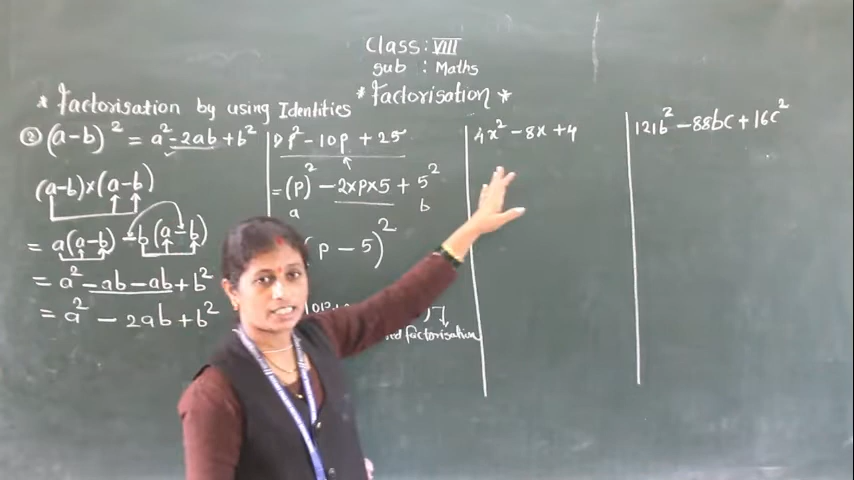 Class: VIII
Sub : Maths
* Factorisation *
* Factorisation by using Identities
② (a-b)² = a² - 2ab + b²
(a-b)×(a-b)
= a(a-b) - b(a-b)
= a² - ab - ab + b²
= a² - 2ab + b²
1) p² - 10p + 25
= (p)² - 2×p×5 + 5²
a b
(p - 5)²
factorisation
4x² - 8x + 4
121b² - 88bc + 16c²